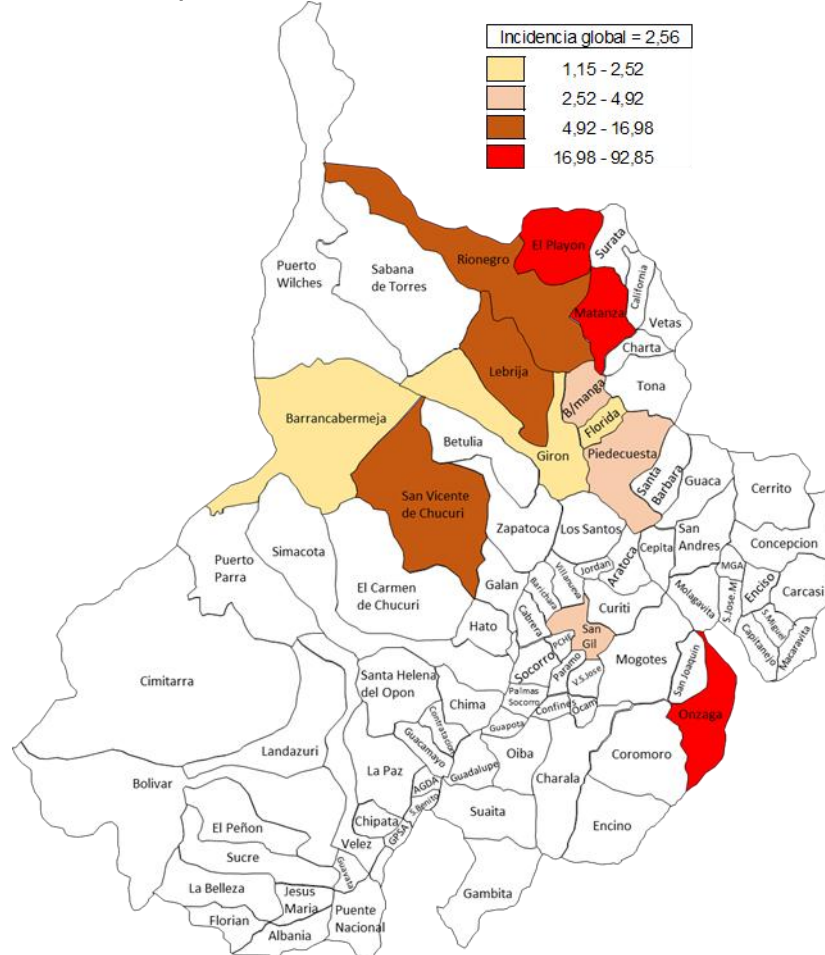 Incidencia global = 2,56
1,15 - 2,52
2,52 - 4,92
4,92 - 16,98
16,98 - 92,85
El Playon
Surata
Rionegro
Puerto
Wilches
Sabana
de Torres
California
Matanza
Vetas
Charta
Lebrija
Tona
B/manga
Barrancabermeja
Florida
Betulia
Giron
Piedecuesta
Santa
Barbara
Guaca
Cerrito
San Vicente
de Chucuri
Zapatoca
Los Santos
San
Andres
Cepita
Concepcion
Simacota
Puerto
Parra
Aratoca
Jordan
MGA
Enciso
Carcasi
El Carmen
de Chucuri
Galan
Villanueva
Barichara
Curiti
Molagavita
S.Jose.MI
S.Miguel
Cabrera
Hato
San
Gil
Capitanejo
Macaravita
PCHE
Mogotes
San Joaquin
Socorro
Paramo
V.S.Jose
Cimitarra
Santa Helena
del Opon
Chima
Palmas
Socorro
Confines
Ocam
Onzaga
Contratacion
Guapota
Guacamayo
Landazuri
Oiba
Coromoro
La Paz
Guadalupe
Charala
Bolivar
AGDA
S.Benito
Suaita
Chipata
El Peñon
GPSA
Encino
Velez
Sucre
Guavata
La Belleza
Jesus
Maria
Gambita
Florian
Puente
Nacional
Albania